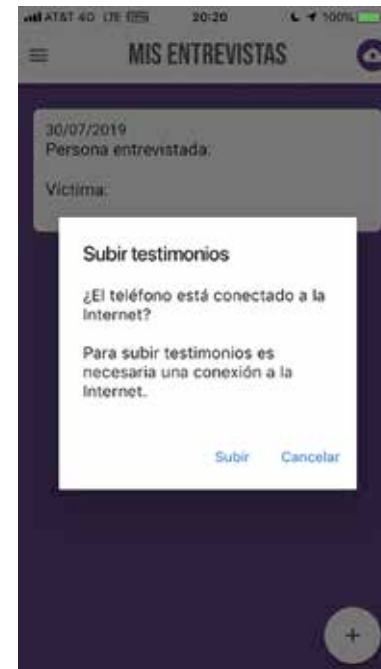 AT&T 4G LTE
20:20
100%
MIS ENTREVISTAS
30/07/2019
Persona entrevistada:
Víctima:
Subir testimonios
¿El teléfono está conectado a la
Internet?
Para subir testimonios es
necesaria una conexión a la
Internet.
Subir Cancelar
+